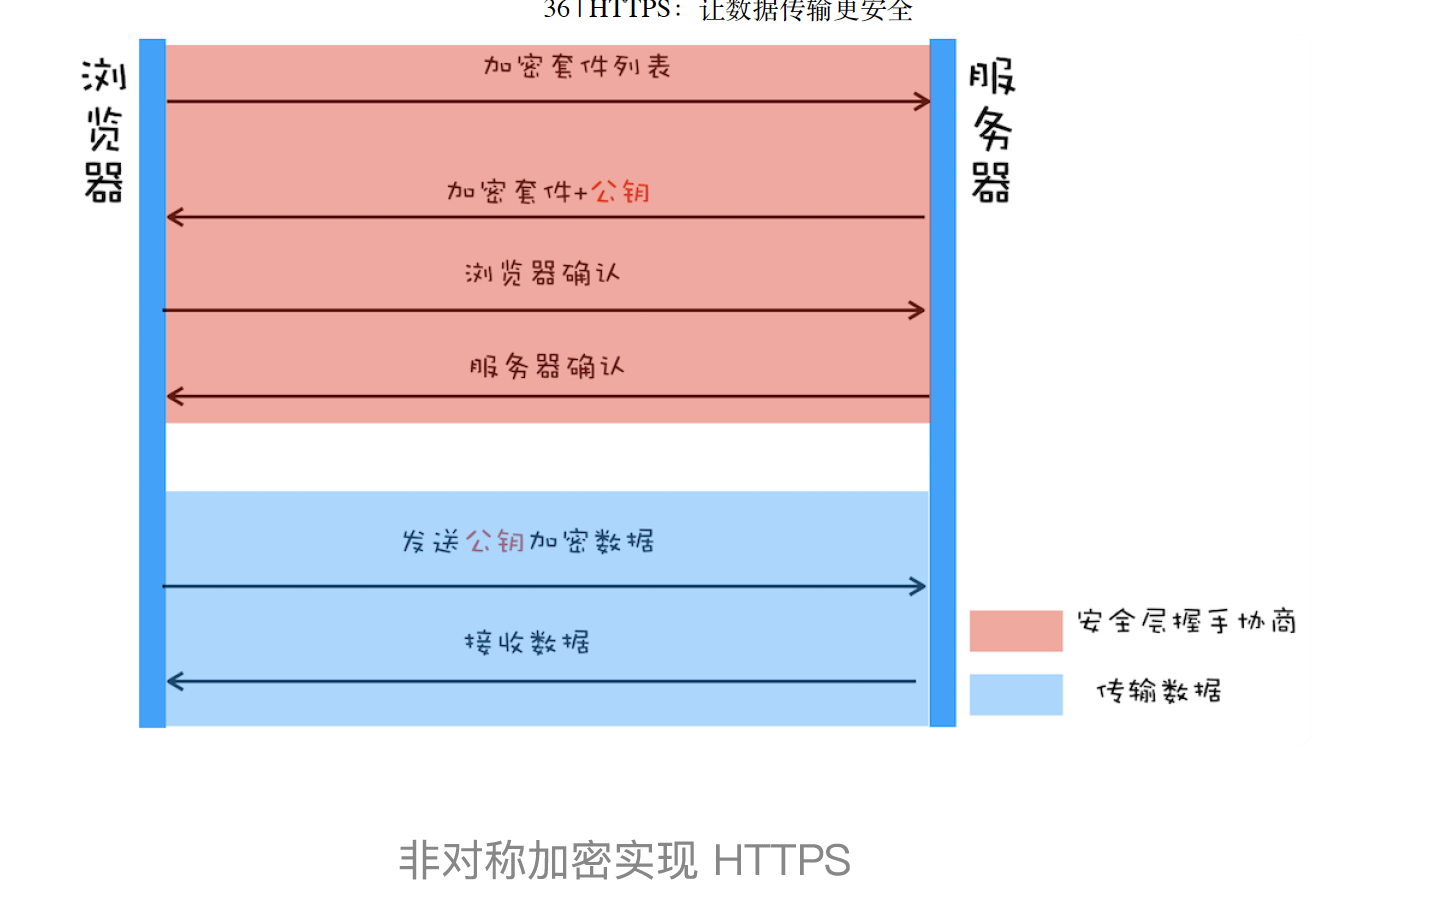 36 | HTTPS：让数据传输更安全
浏览器
服务器
加密套件列表
加密套件+公钥
浏览器确认
服务器确认
发送公钥加密数据
接收数据
安全层握手协商
传输数据
非对称加密实现 HTTPS